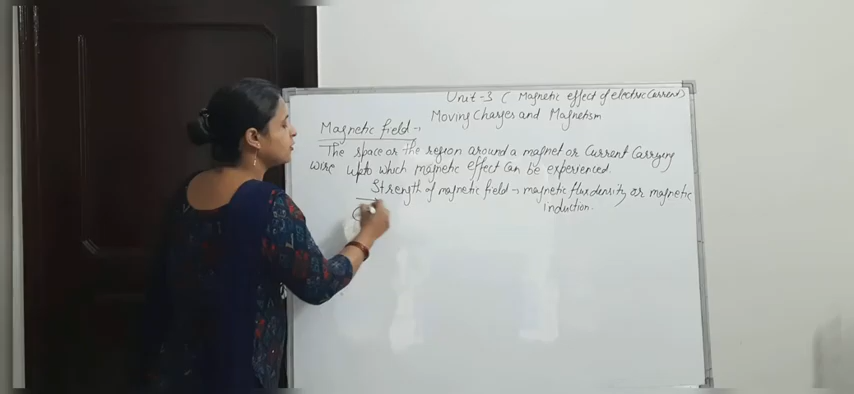 Unit-3 ( Magnetic effect of electric Current)
Moving Charges and Magnetism
Magnetic field →
The space or the region around a magnet or Current Carrying
wire upto which magnetic effect Can be experienced.
Strength of magnetic field → magnetic flux density or magnetic
induction.